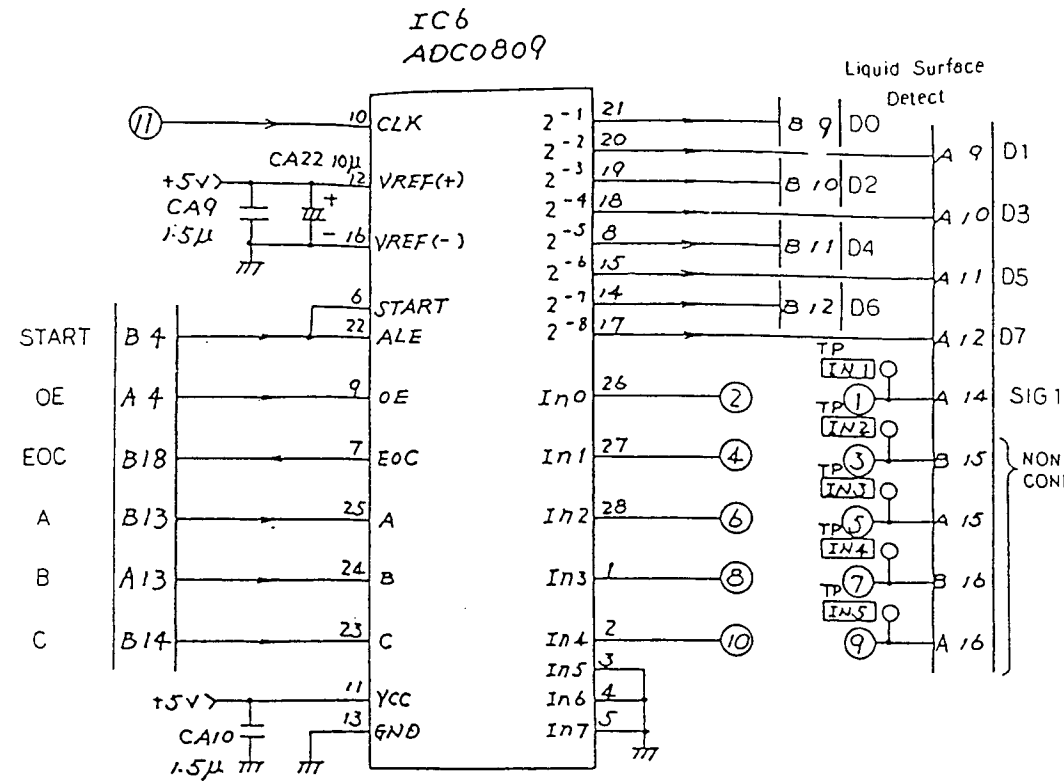 IC6
ADC0809
Liquid Surface
Detect
11
10 CLK
CA22 10µ
+5V
12 VREF(+)
CA9
1.5µ
+
-
16 VREF(-)
6 START
START B4 22 ALE
OE A4 9 OE
EOC B18 7 EOC
A B13 25 A
B A13 24 B
C B14 23 C
+5V
11 VCC
13 GND
CA10
1.5µ
2-1 21 B 9 D0
2-2 20 A 9 D1
2-3 19 B 10 D2
2-4 18 A 10 D3
2-5 8 B 11 D4
2-6 15 A 11 D5
2-7 14 B 12 D6
2-8 17 A 12 D7
In0 26 2
In1 27 4
In2 28 6
In3 1 8
In4 2 10
In5 3
In6 4
In7 5
TP IN1
1 A 14 SIG1
TP IN2
3 B 15
TP IN3
5 A 15
TP IN4
7 B 16
TP IN5
9 A 16
NON